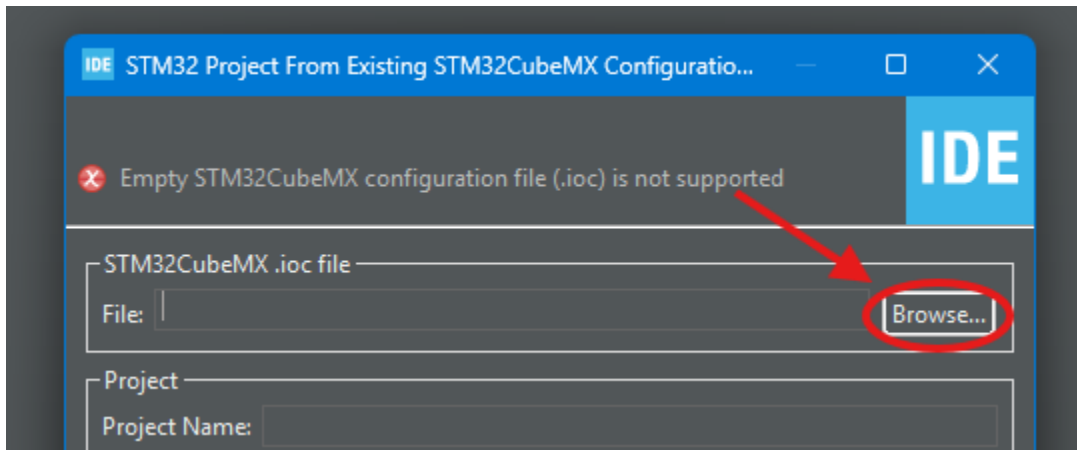 IDE STM32 Project From Existing STM32CubeMX Configuratio...
IDE
Empty STM32CubeMX configuration file (.ioc) is not supported
STM32CubeMX .ioc file
File: Browse...
Project
Project Name: